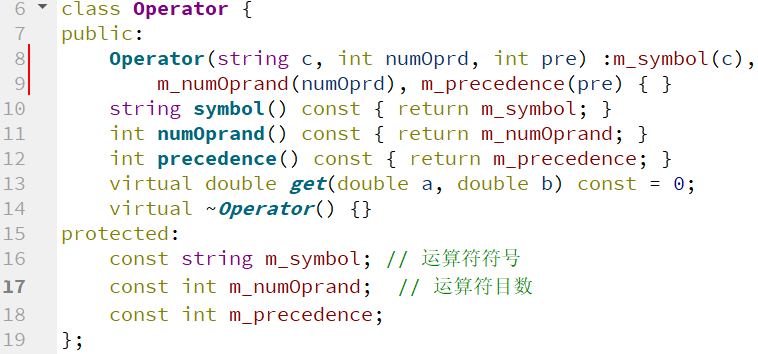 6 class Operator {
7 public:
8     Operator(string c, int numOprd, int pre) :m_symbol(c),
9         m_numOprand(numOprd), m_precedence(pre) { }
10     string symbol() const { return m_symbol; }
11     int numOprand() const { return m_numOprand; }
12     int precedence() const { return m_precedence; }
13     virtual double get(double a, double b) const = 0;
14     virtual ~Operator() {}
15 protected:
16     const string m_symbol; // 运算符符号
17     const int m_numOprand;  // 运算符目数
18     const int m_precedence;
19 };